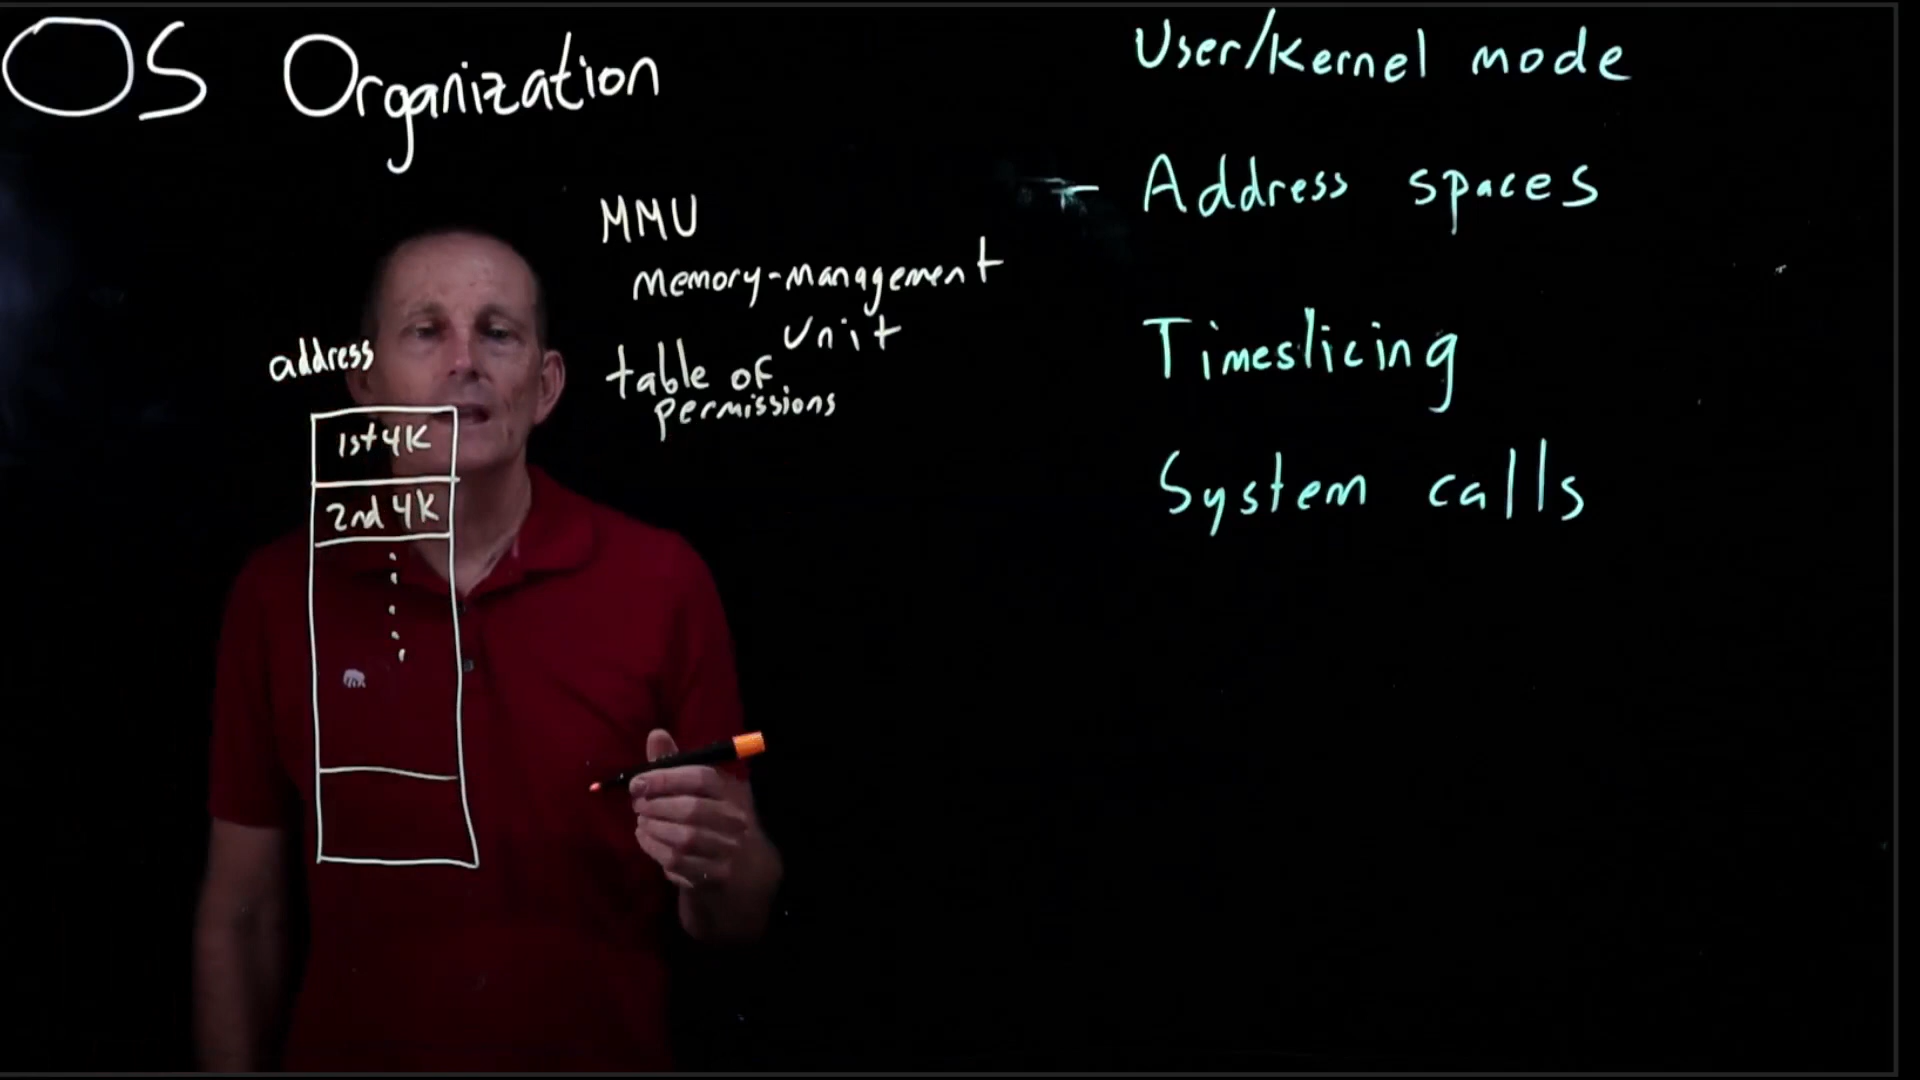 OS Organization
MMU
memory-management
unit
table of
permissions
address
1st 4K
2nd 4K
User/Kernel mode
Address spaces
Timeslicing
System calls